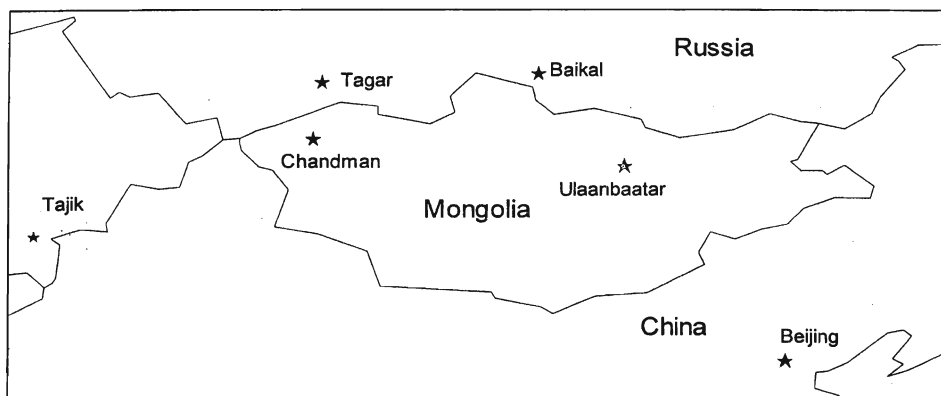 Russia
Tagar
Baikal
Chandman
Ulaanbaatar
Tajik
Mongolia
China
Beijing